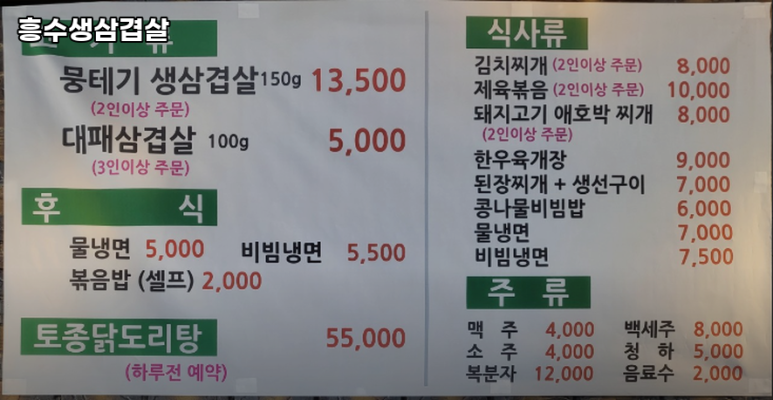 흥수생삼겹살
고 기 류
뭉테기 생삼겹살 150g 13,500
(2인이상 주문)
대패삼겹살 100g 5,000
(3인이상 주문)
후 식
물냉면 5,000 비빔냉면 5,500
볶음밥 (셀프) 2,000
토종닭도리탕 55,000
(하루전 예약)
식사류
김치찌개 (2인이상 주문) 8,000
제육볶음 (2인이상 주문) 10,000
돼지고기 애호박 찌개 8,000
(2인이상 주문)
한우육개장 9,000
된장찌개 + 생선구이 7,000
콩나물비빔밥 6,000
물냉면 7,000
비빔냉면 7,500
주 류
맥 주 4,000 백세주 8,000
소 주 4,000 청 하 5,000
복분자 12,000 음료수 2,000